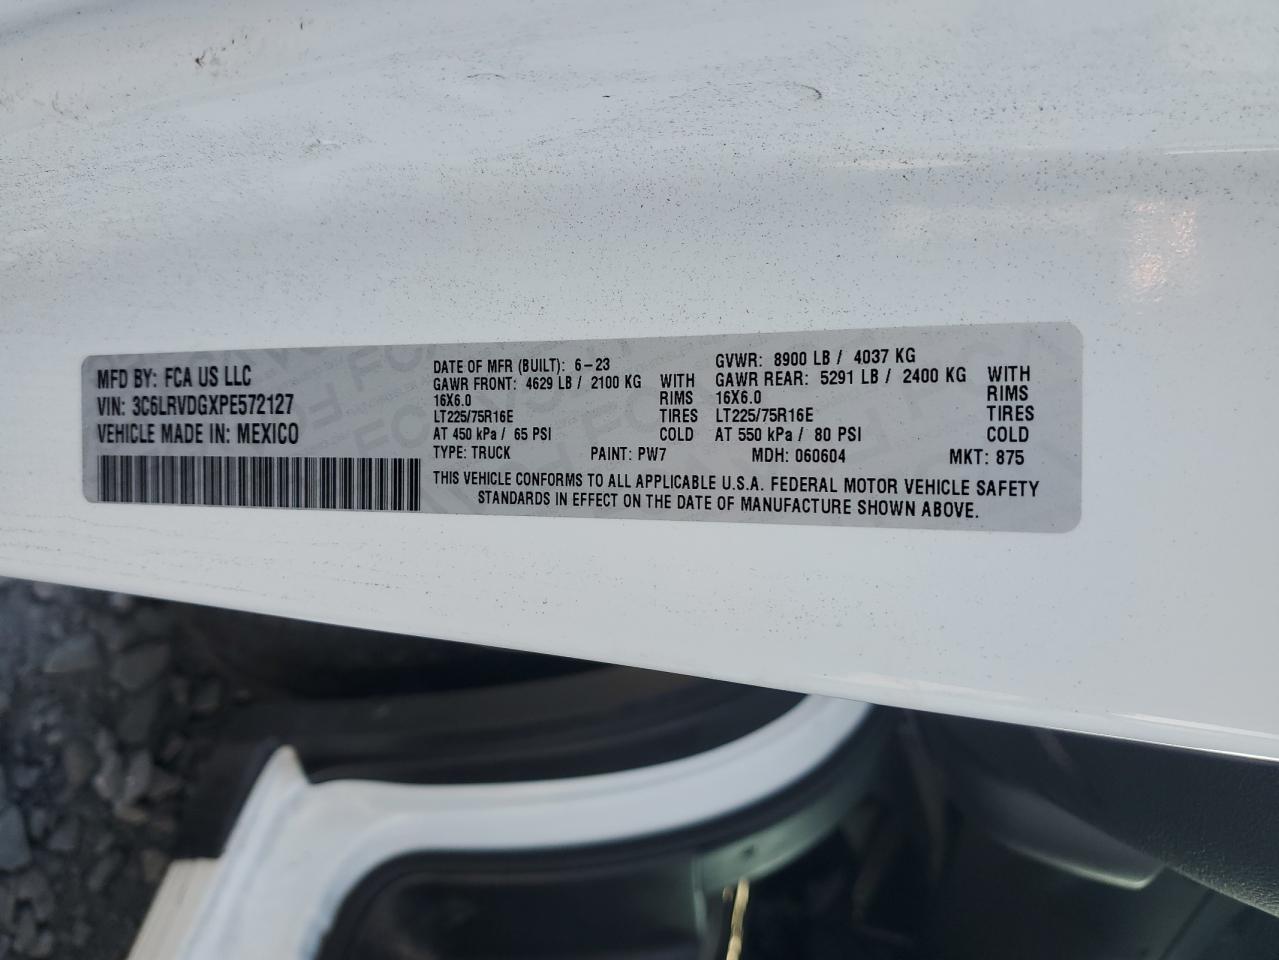 MFD BY: FCA US LLC
VIN: 3C6LRVDGXPE572127
VEHICLE MADE IN: MEXICO
DATE OF MFR (BUILT): 6-23
GAWR FRONT: 4629 LB / 2100 KG WITH
16X6.0 RIMS
LT225/75R16E TIRES
AT 450 kPa / 65 PSI COLD
GVWR: 8900 LB / 4037 KG
GAWR REAR: 5291 LB / 2400 KG WITH
16X6.0 RIMS
LT225/75R16E TIRES
AT 550 kPa / 80 PSI COLD
TYPE: TRUCK PAINT: PW7 MDH: 060604 MKT: 875
THIS VEHICLE CONFORMS TO ALL APPLICABLE U.S.A. FEDERAL MOTOR VEHICLE SAFETY
STANDARDS IN EFFECT ON THE DATE OF MANUFACTURE SHOWN ABOVE.